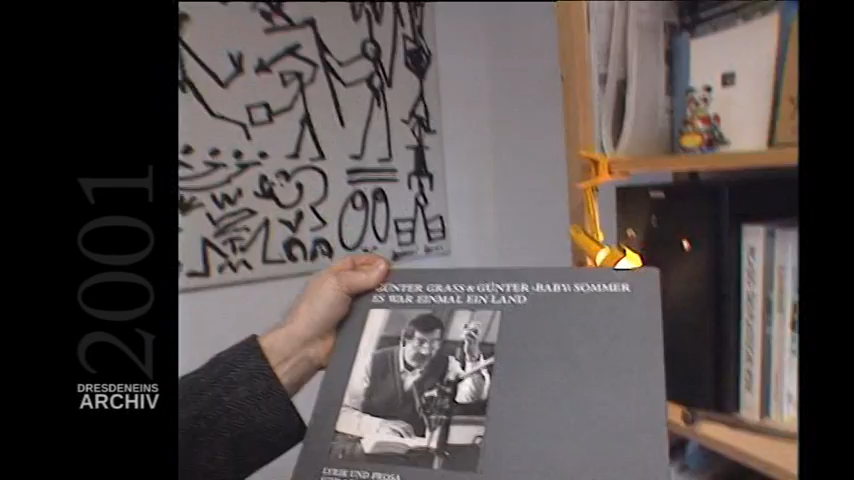 2001
DRESDENEINS
ARCHIV
GÜNTER GRASS & GÜNTER ›BABY‹ SOMMER
ES WAR EINMAL EIN LAND
LYRIK UND PROSA